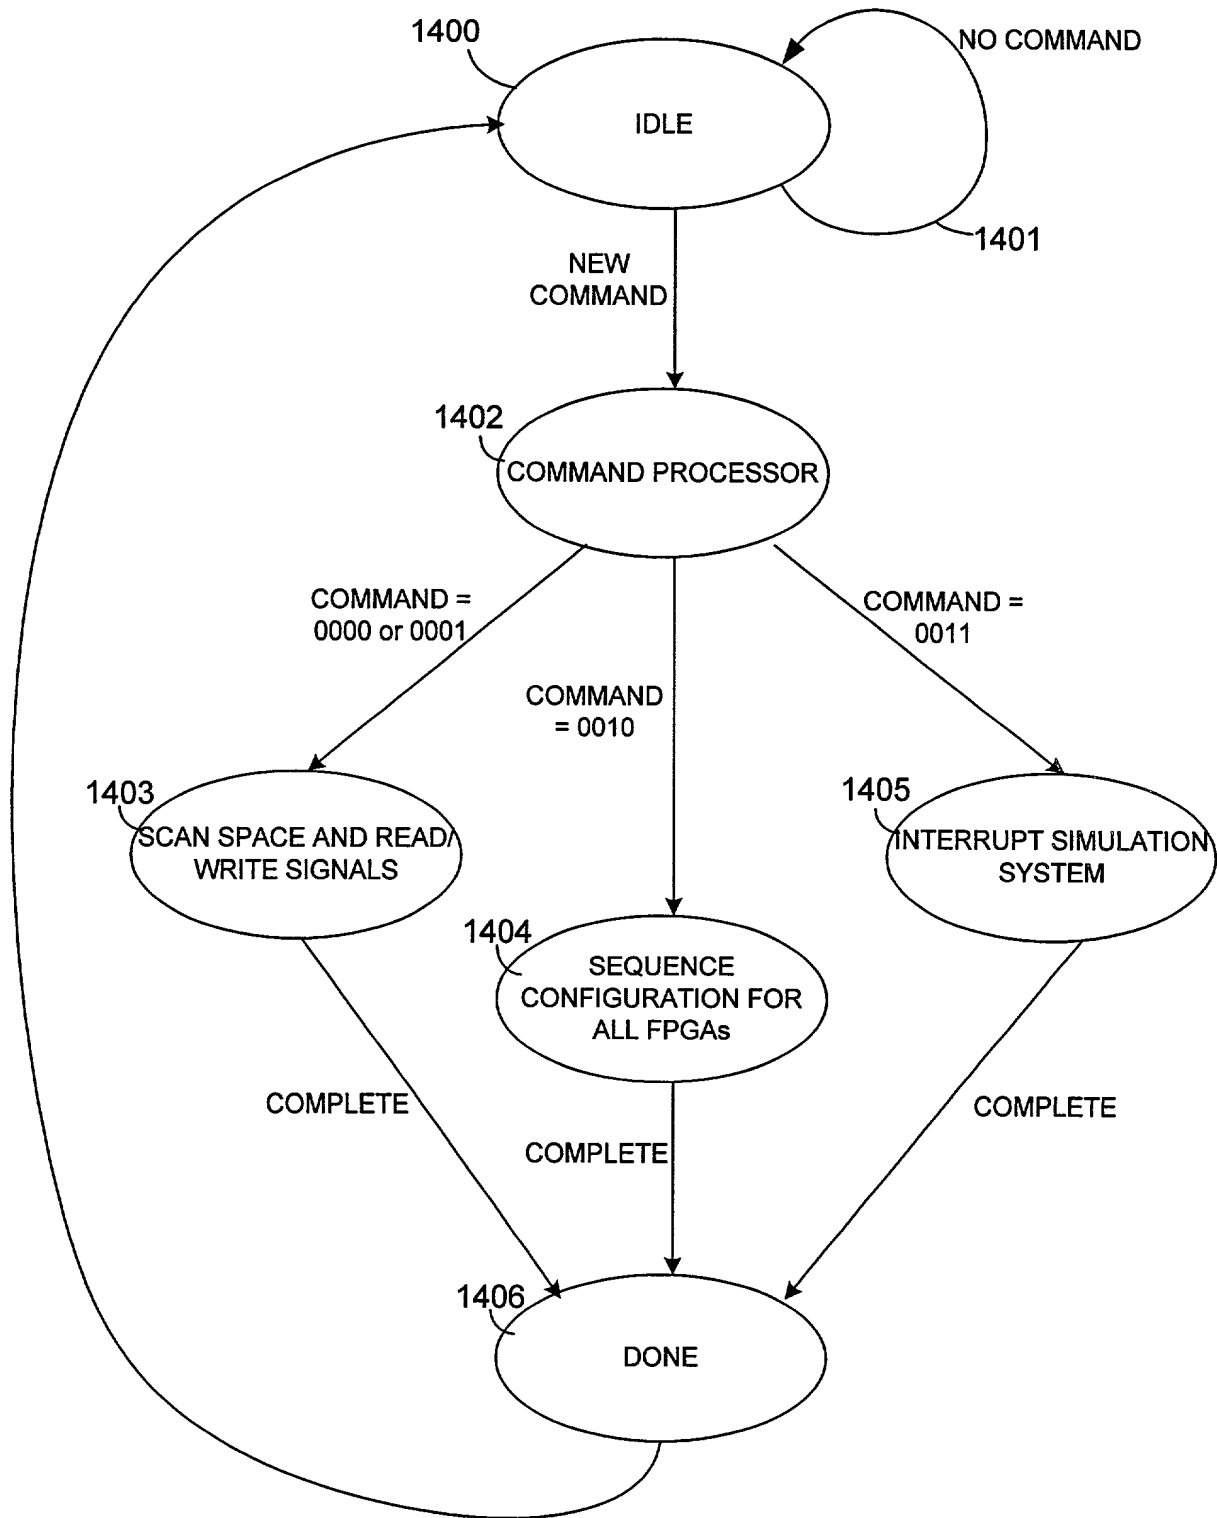 1400
NO COMMAND
IDLE
1401
NEW
COMMAND
1402
COMMAND PROCESSOR
COMMAND =
0000 or 0001
COMMAND =
0011
COMMAND
= 0010
1403
SCAN SPACE AND READ/
WRITE SIGNALS
1405
INTERRUPT SIMULATION
SYSTEM
1404
SEQUENCE
CONFIGURATION FOR
ALL FPGAs
COMPLETE
COMPLETE
COMPLETE
1406
DONE